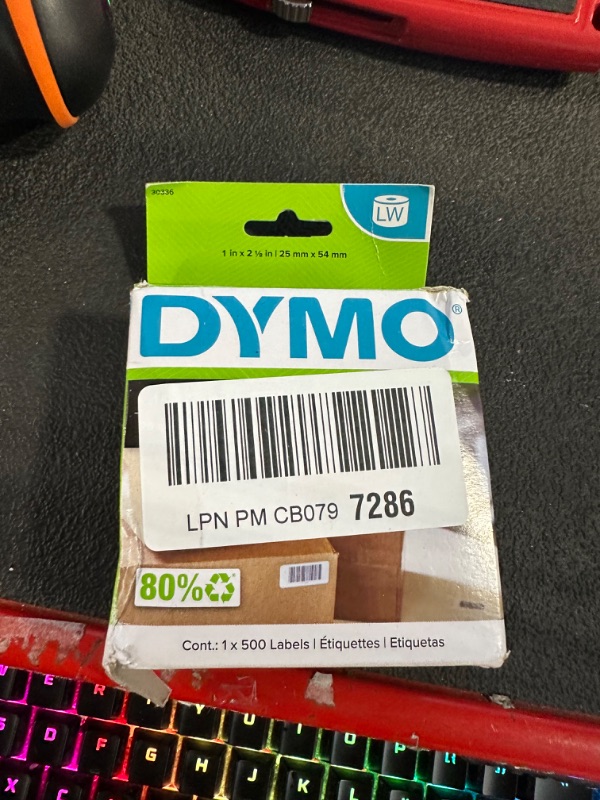 30336
LW
1 in x 2 ⅛ in | 25 mm x 54 mm
DYMO®
LPN PM CB079 7286
80%
Cont.: 1 x 500 Labels | Étiquettes | Etiquetas
E R Y U I O P
S D F G H J K L
X C